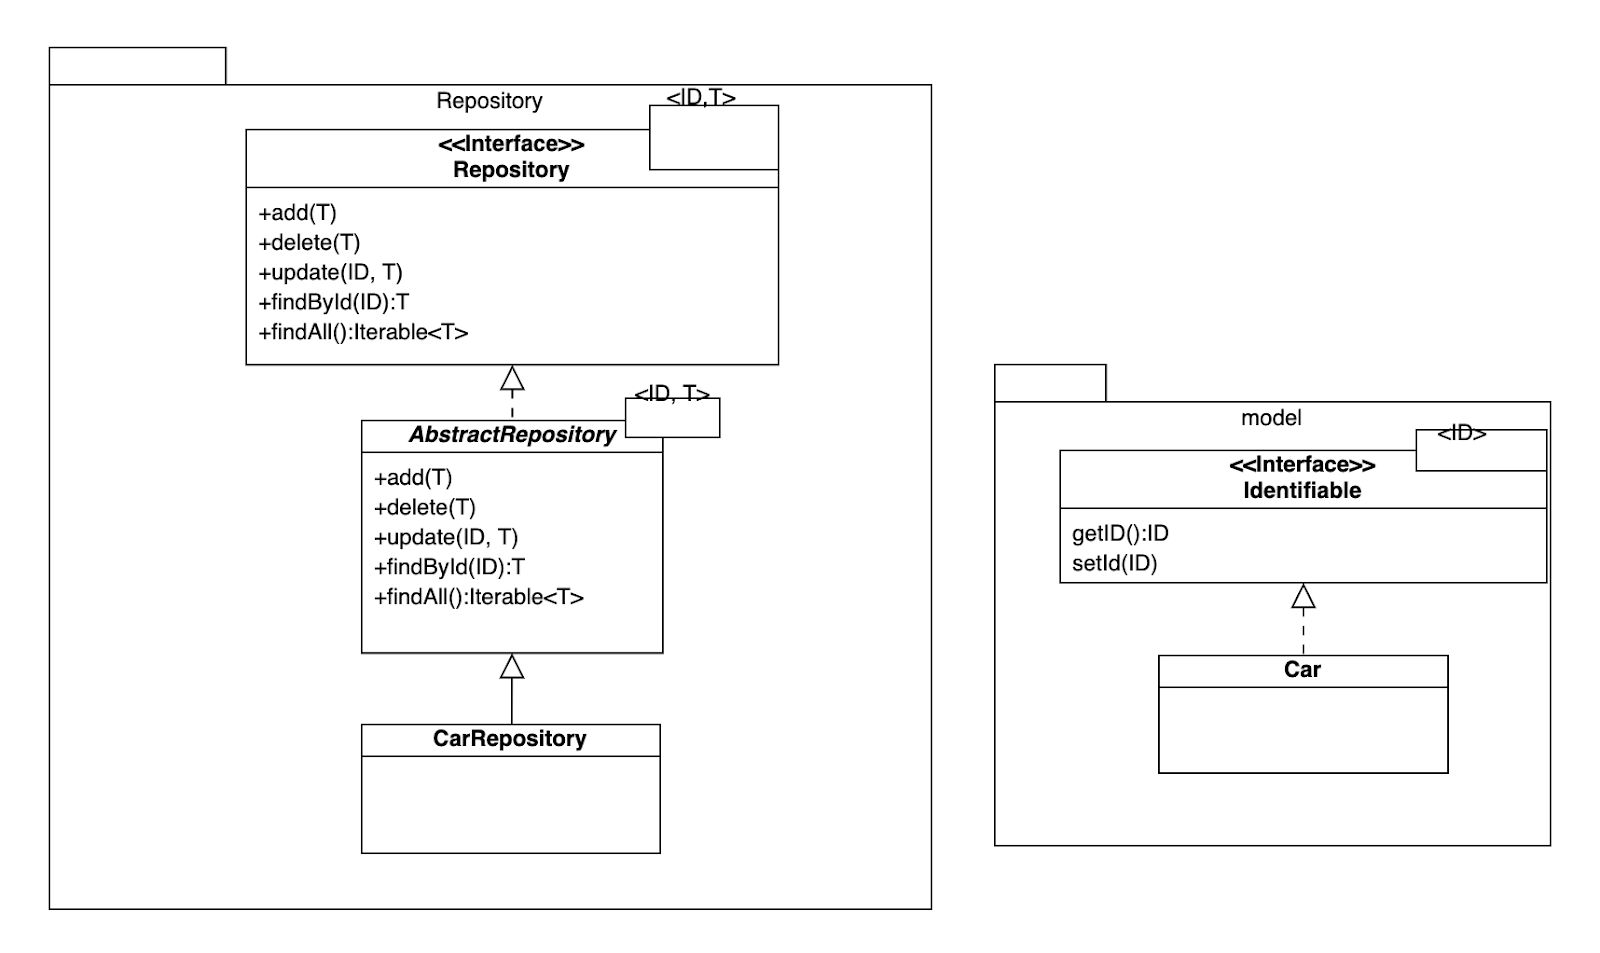 Repository
<ID,T>
<<Interface>>
Repository
+add(T)
+delete(T)
+update(ID, T)
+findById(ID):T
+findAll():Iterable<T>
<ID, T>
AbstractRepository
+add(T)
+delete(T)
+update(ID, T)
+findById(ID):T
+findAll():Iterable<T>
CarRepository
model
<ID>
<<Interface>>
Identifiable
getID():ID
setId(ID)
Car